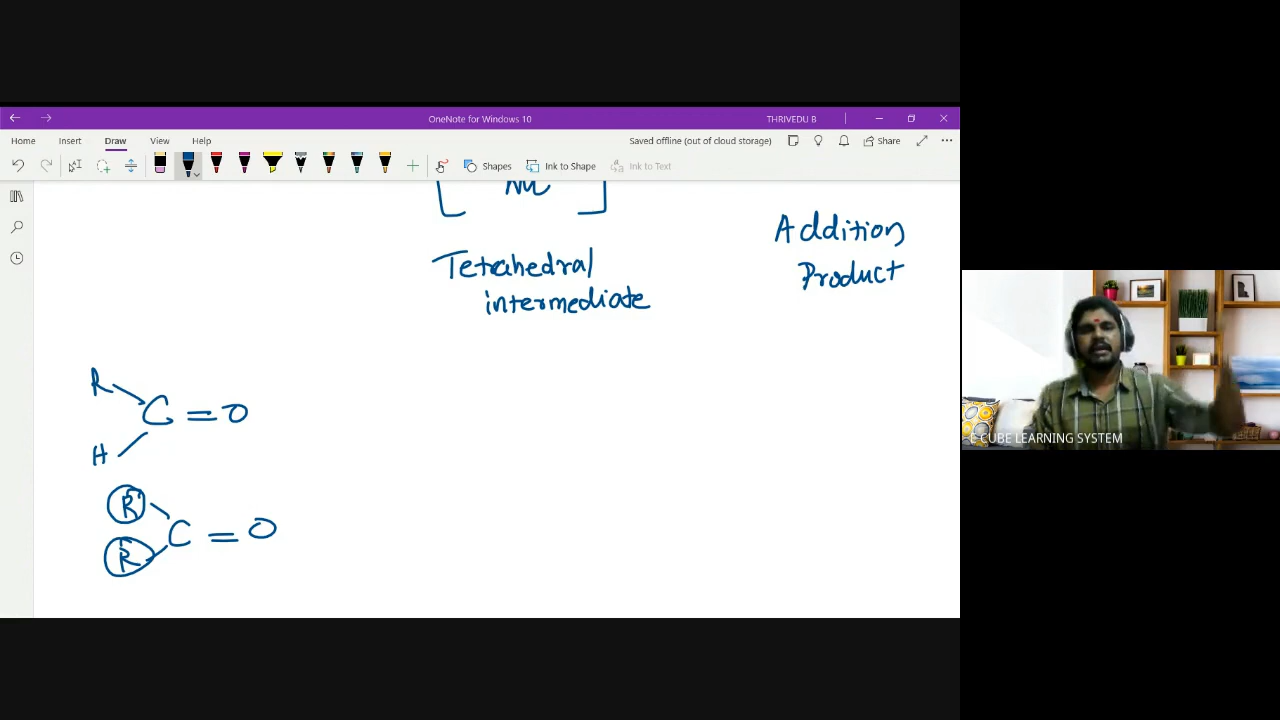 OneNote for Windows 10
THRIVEDU B
Home Insert Draw View Help
Saved offline (out of cloud storage)
Share
Shapes
Ink to Shape
Ink to Text
Nu
Addition
Product
Tetrahedral
intermediate
R
C = O
H
R
C = O
R
E CUBE LEARNING SYSTEM